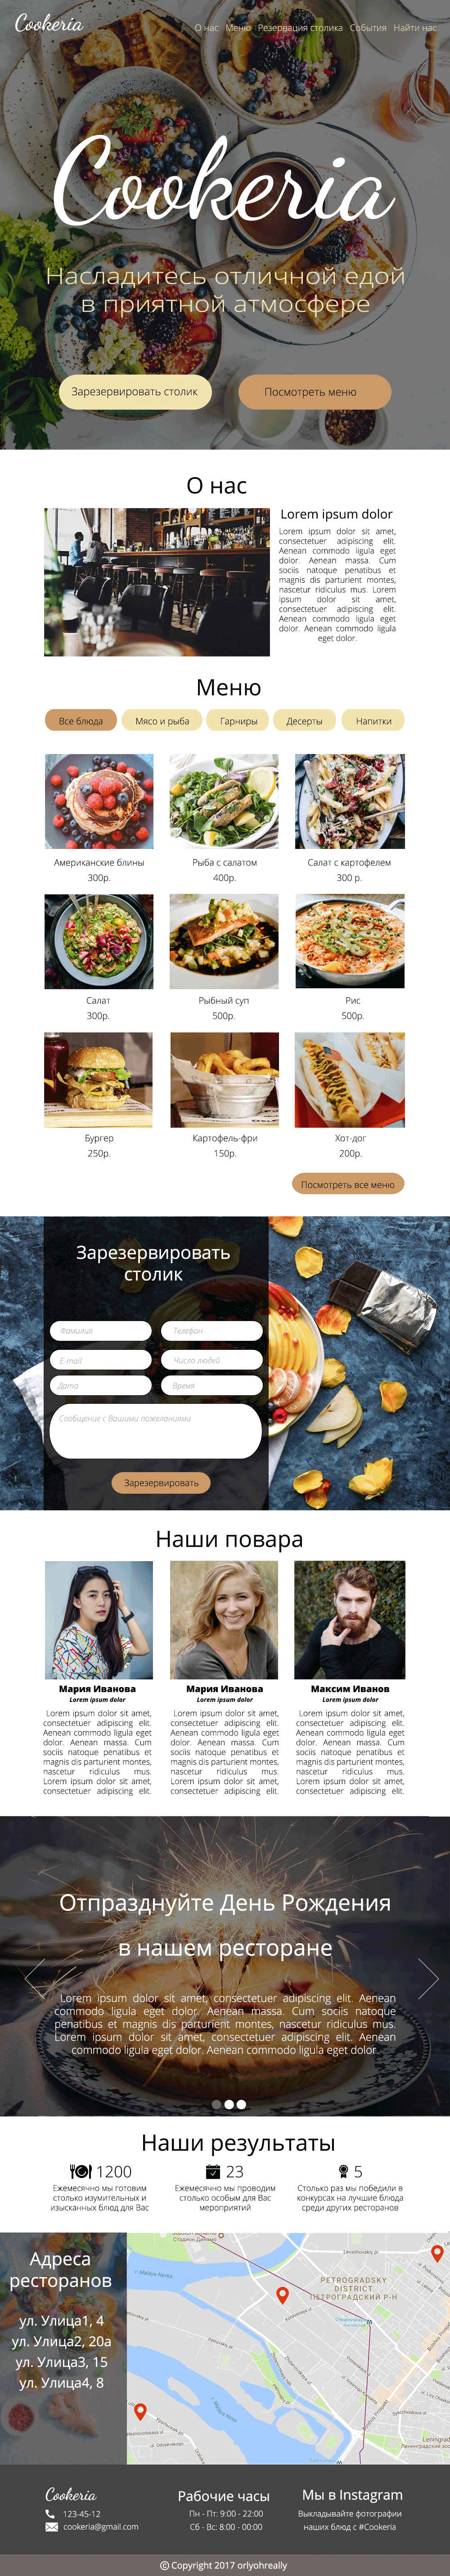 Cookeria
О нас Меню Резервация столика События Найти нас
Cookeria
Насладитесь отличной едой
в приятной атмосфере
Зарезервировать столик Посмотреть меню
О нас
Lorem ipsum dolor
Lorem ipsum dolor sit amet,
consectetuer adipiscing elit.
Aenean commodo ligula eget
dolor. Aenean massa. Cum
sociis natoque penatibus et
magnis dis parturient montes,
nascetur ridiculus mus. Lorem
ipsum dolor sit amet,
consectetuer adipiscing elit.
Aenean commodo ligula eget
dolor. Aenean commodo ligula
eget dolor.
Меню
Все блюда Мясо и рыба Гарниры Десерты Напитки
Американские блины Рыба с салатом Салат с картофелем
300р. 400р. 300 р.
Салат Рыбный суп Рис
300р. 500р. 500р.
Бургер Картофель-фри Хот-дог
250р. 150р. 200р.
Посмотреть все меню
Зарезервировать
столик
Фамилия Телефон
E-mail Число людей
Дата Время
Сообщение с Вашими пожеланиями
Зарезервировать
Наши повара
Мария Иванова Мария Иванова Максим Иванов
Lorem ipsum dolor Lorem ipsum dolor Lorem ipsum dolor
Lorem ipsum dolor sit amet, Lorem ipsum dolor sit amet, Lorem ipsum dolor sit amet,
consectetuer adipiscing elit. consectetuer adipiscing elit. consectetuer adipiscing elit.
Aenean commodo ligula eget Aenean commodo ligula eget Aenean commodo ligula eget
dolor. Aenean massa. Cum dolor. Aenean massa. Cum dolor. Aenean massa. Cum
sociis natoque penatibus et sociis natoque penatibus et sociis natoque penatibus et
magnis dis parturient montes, magnis dis parturient montes, magnis dis parturient montes,
nascetur ridiculus mus. nascetur ridiculus mus. nascetur ridiculus mus.
Lorem ipsum dolor sit amet, Lorem ipsum dolor sit amet, Lorem ipsum dolor sit amet,
consectetuer adipiscing elit. consectetuer adipiscing elit. consectetuer adipiscing elit.
Отпразднуйте День Рождения
в нашем ресторане
Lorem ipsum dolor sit amet, consectetuer adipiscing elit. Aenean
commodo ligula eget dolor. Aenean massa. Cum sociis natoque
penatibus et magnis dis parturient montes, nascetur ridiculus mus.
Lorem ipsum dolor sit amet, consectetuer adipiscing elit. Aenean
commodo ligula eget dolor. Aenean commodo ligula eget dolor.
Наши результаты
1200 23 5
Ежемесячно мы готовим Ежемесячно мы проводим Столько раз мы победили в
столько изумительных и столько особым для Вас конкурсах на лучшие блюда
изысканных блюд для Вас мероприятий среди других ресторанов
Адреса
ресторанов
ул. Улица1, 4
ул. Улица2, 20а
ул. Улица3, 15
ул. Улица4, 8
PETROGRADSKY
DISTRICT
ПЕТРОГРАДСКИЙ Р-Н
Cookeria Рабочие часы Мы в Instagram
123-45-12 Пн - Пт: 9:00 - 22:00 Выкладывайте фотографии
cookeria@gmail.com Сб - Вс: 8:00 - 00:00 наших блюд с #Cookeria
© Copyright 2017 orlyohreally